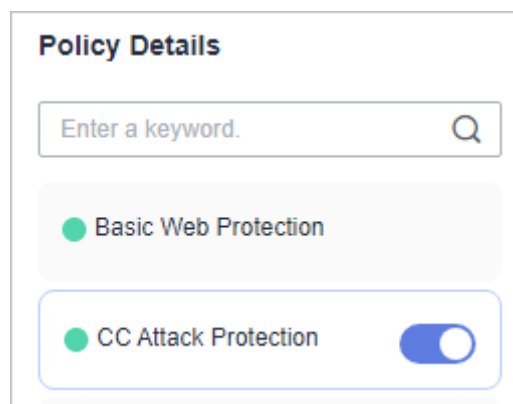 Policy Details
Enter a keyword.
Basic Web Protection
CC Attack Protection